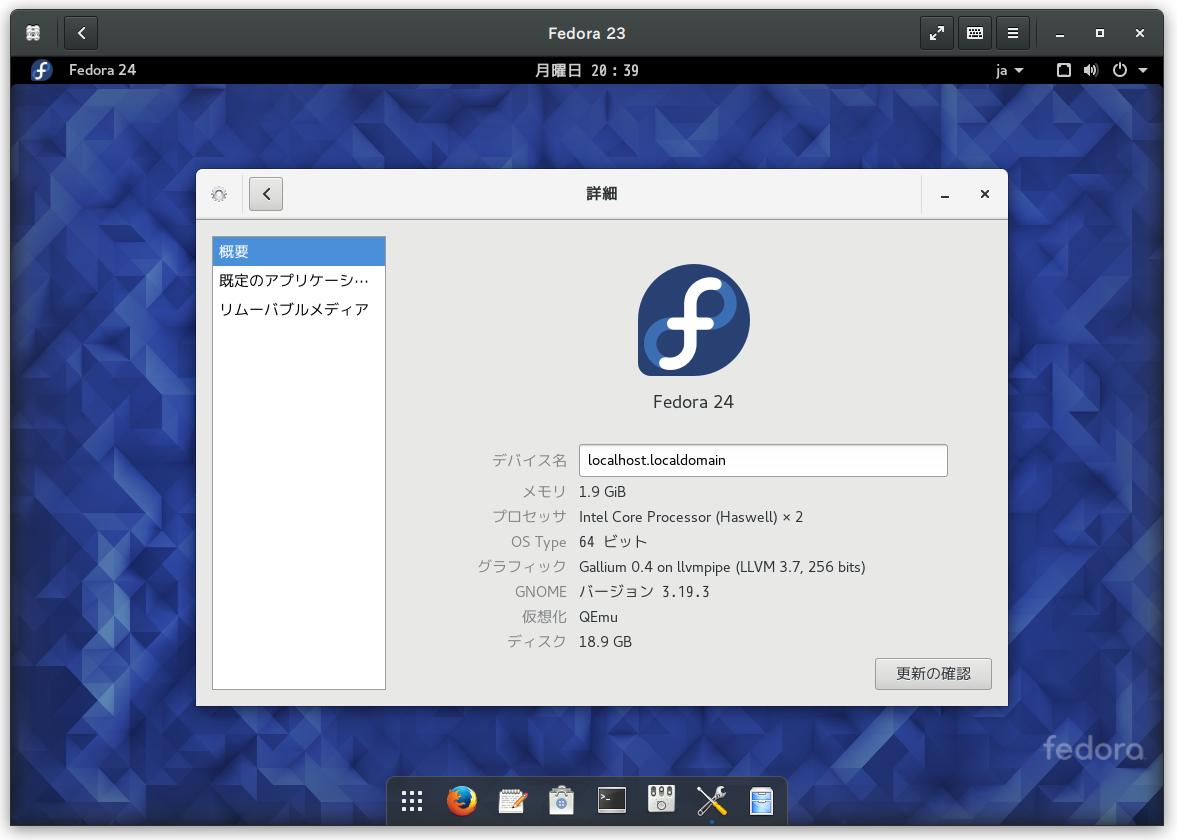 Fedora 23
Fedora 24
月曜日 20：39
ja
詳細
概要
既定のアプリケーシ…
リムーバブルメディア
Fedora 24
デバイス名 localhost.localdomain
メモリ 1.9 GiB
プロセッサ Intel Core Processor (Haswell) × 2
OS Type 64 ビット
グラフィック Gallium 0.4 on llvmpipe (LLVM 3.7, 256 bits)
GNOME バージョン 3.19.3
仮想化 QEmu
ディスク 18.9 GB
更新の確認
fedora